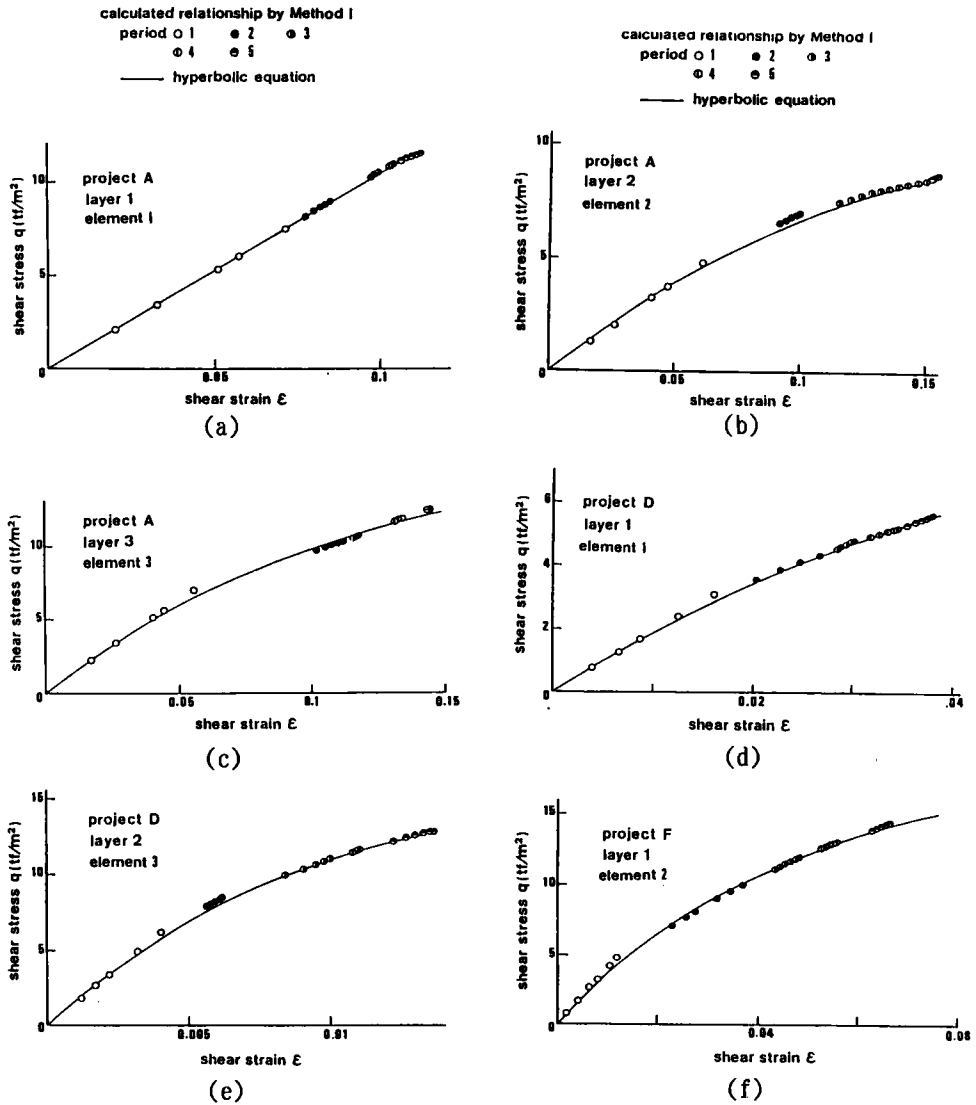 calculated relationship by Method I
period ○ 1 ● 2 ◑ 3
⦶ 4 ⊖ 5
—— hyperbolic equation
calculated relationship by Method I
period ○ 1 ● 2 ◑ 3
⦶ 4 ⊖ 5
—— hyperbolic equation
shear stress q (tf/m²)
10
5
0
project A
layer 1
element 1
0.05
0.1
shear strain ε
(a)
shear stress q (tf/m²)
10
5
0
project A
layer 2
element 2
0.05
0.1
0.15
shear strain ε
(b)
shear stress q (tf/m²)
10
5
0
project A
layer 3
element 3
0.05
0.1
0.15
shear strain ε
(c)
shear stress q (tf/m²)
6
4
2
0
project D
layer 1
element 1
0.02
.04
shear strain ε
(d)
shear stress q (tf/m²)
15
10
5
0
project D
layer 2
element 3
0.005
0.01
shear strain ε
(e)
shear stress q (tf/m²)
15
10
5
0
project F
layer 1
element 2
0.04
0.08
shear strain ε
(f)